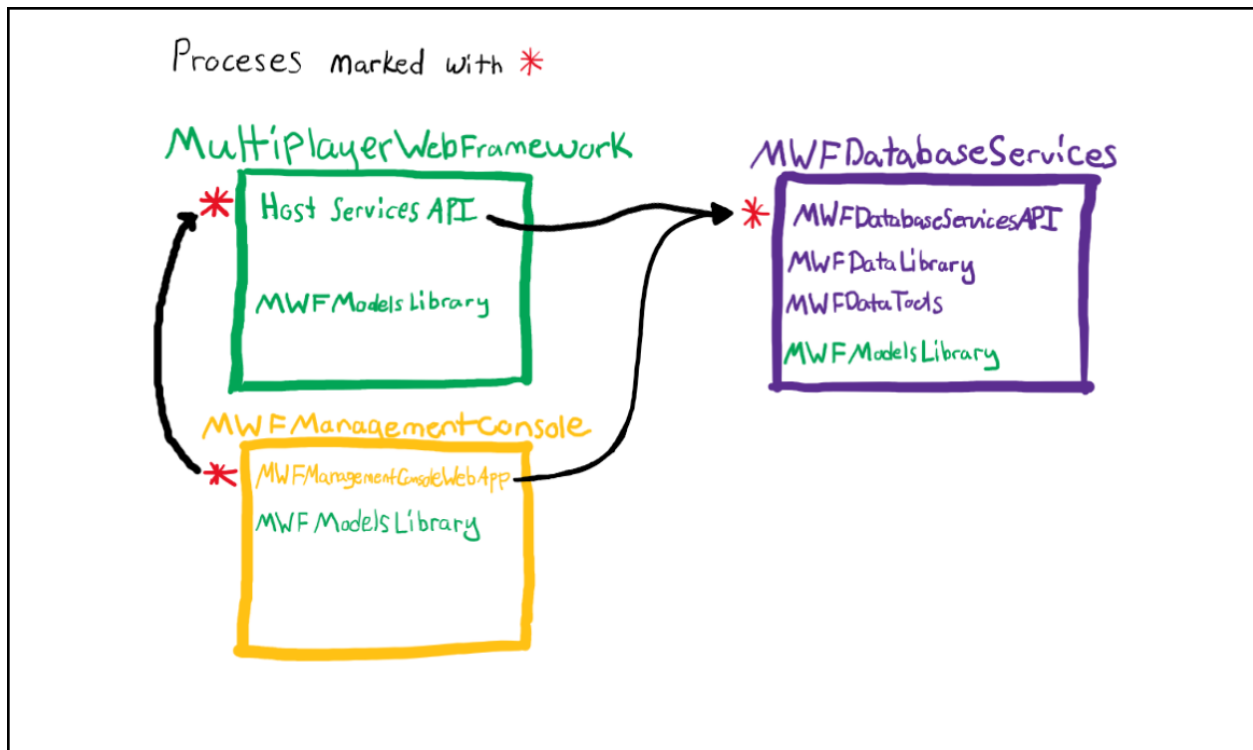 Proceses marked with *
MultiplayerWebFramework
* Host Services API
MWFModelsLibrary
MWFManagementConsole
* MWFManagementConsoleWebApp
MWFModelsLibrary
MWFDatabaseServices
* MWFDatabaseServicesAPI
MWFDataLibrary
MWFDataTools
MWFModelsLibrary